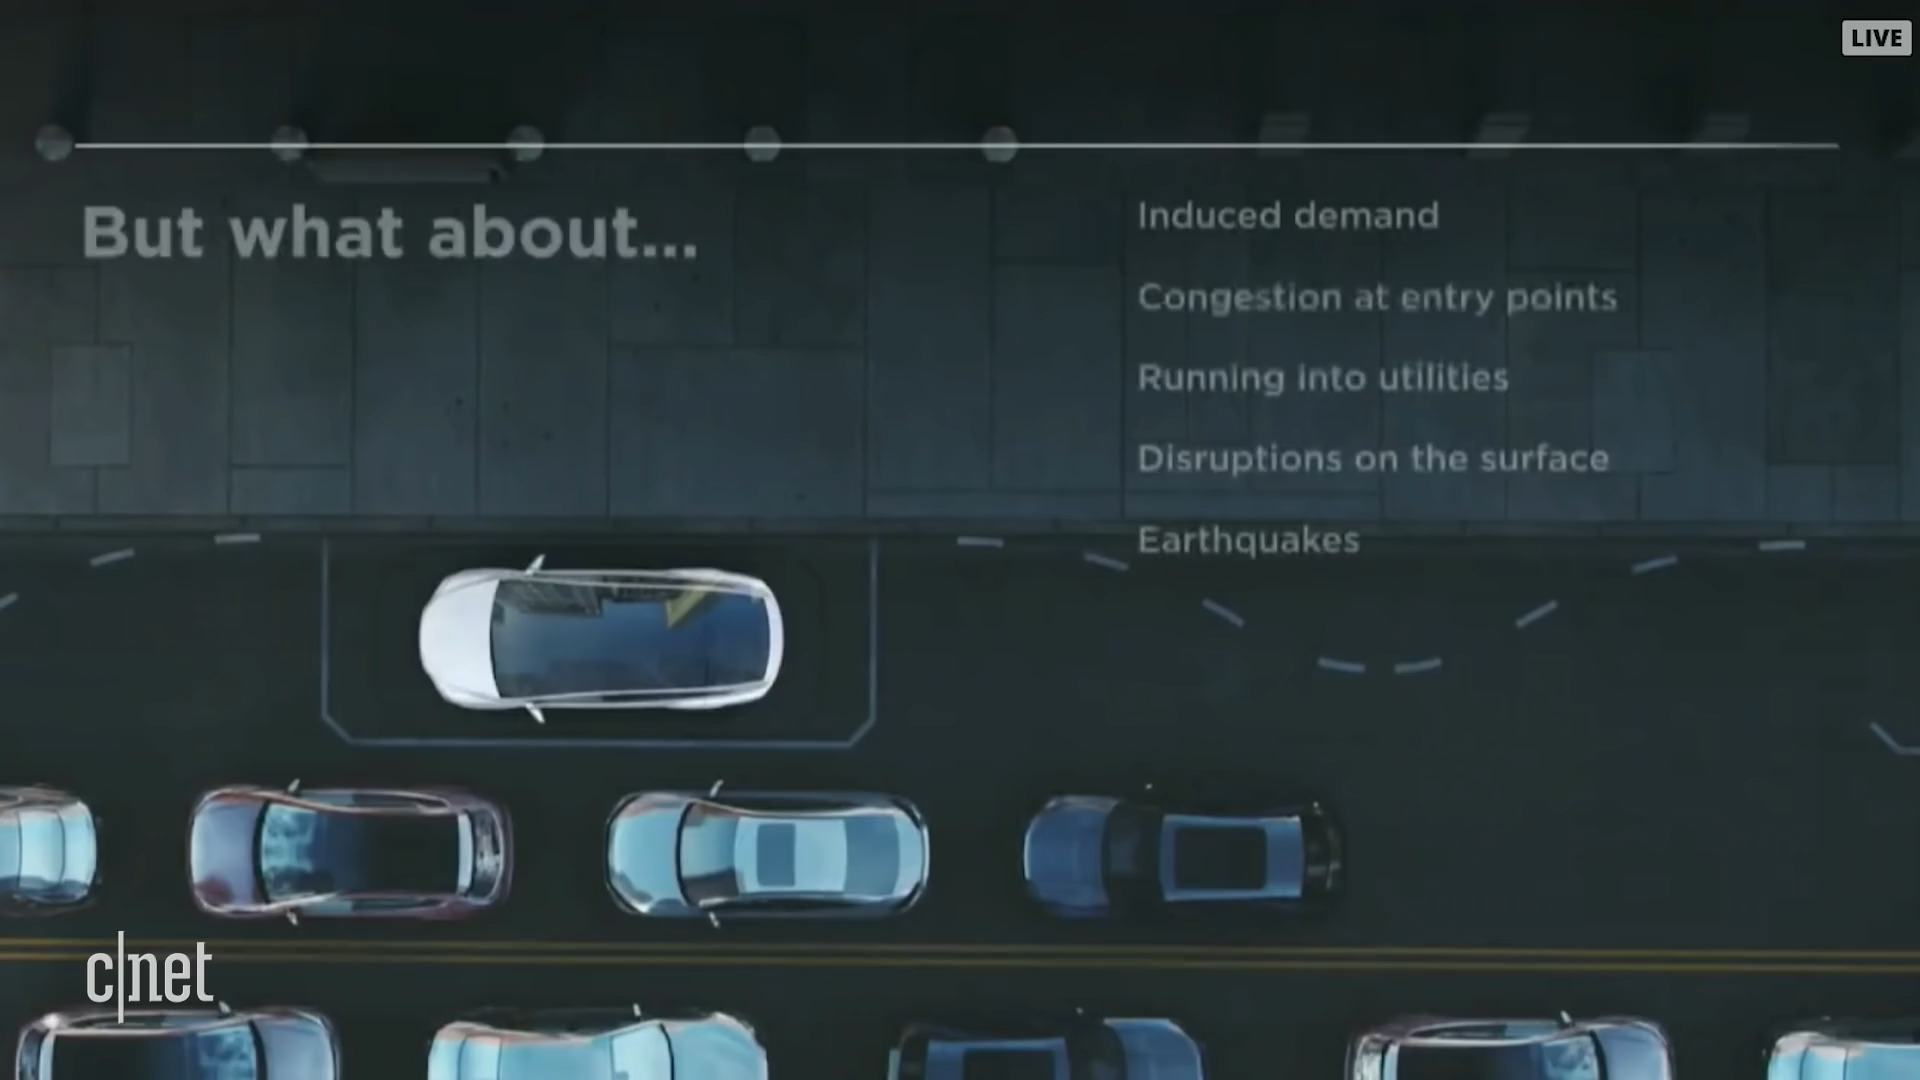 LIVE
But what about...
Induced demand
Congestion at entry points
Running into utilities
Disruptions on the surface
Earthquakes
c|net